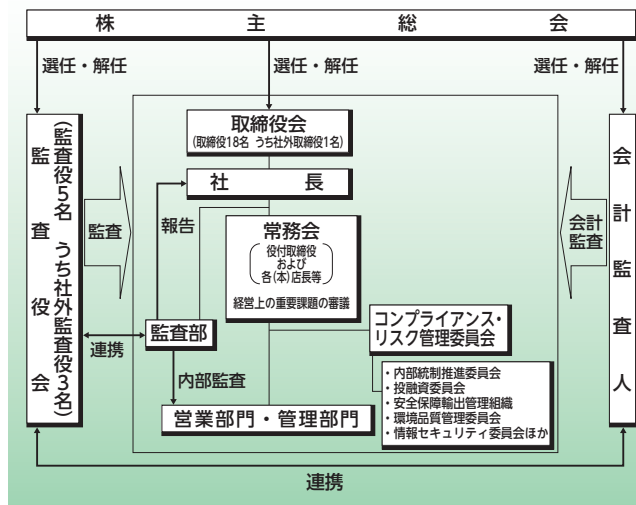 株主総会
選任・解任
選任・解任
選任・解任
取締役会
(取締役18名 うち社外取締役1名)
社長
監査役会
(監査役5名 うち社外監査役3名)
監査
報告
常務会
役付取締役
および
各(本)店長等
経営上の重要課題の審議
会計
監査
会計監査人
監査部
連携
コンプライアンス・
リスク管理委員会
内部監査
・内部統制推進委員会
・投融資委員会
・安全保障輸出管理組織
・環境品質管理委員会
・情報セキュリティ委員会ほか
営業部門・管理部門
連携